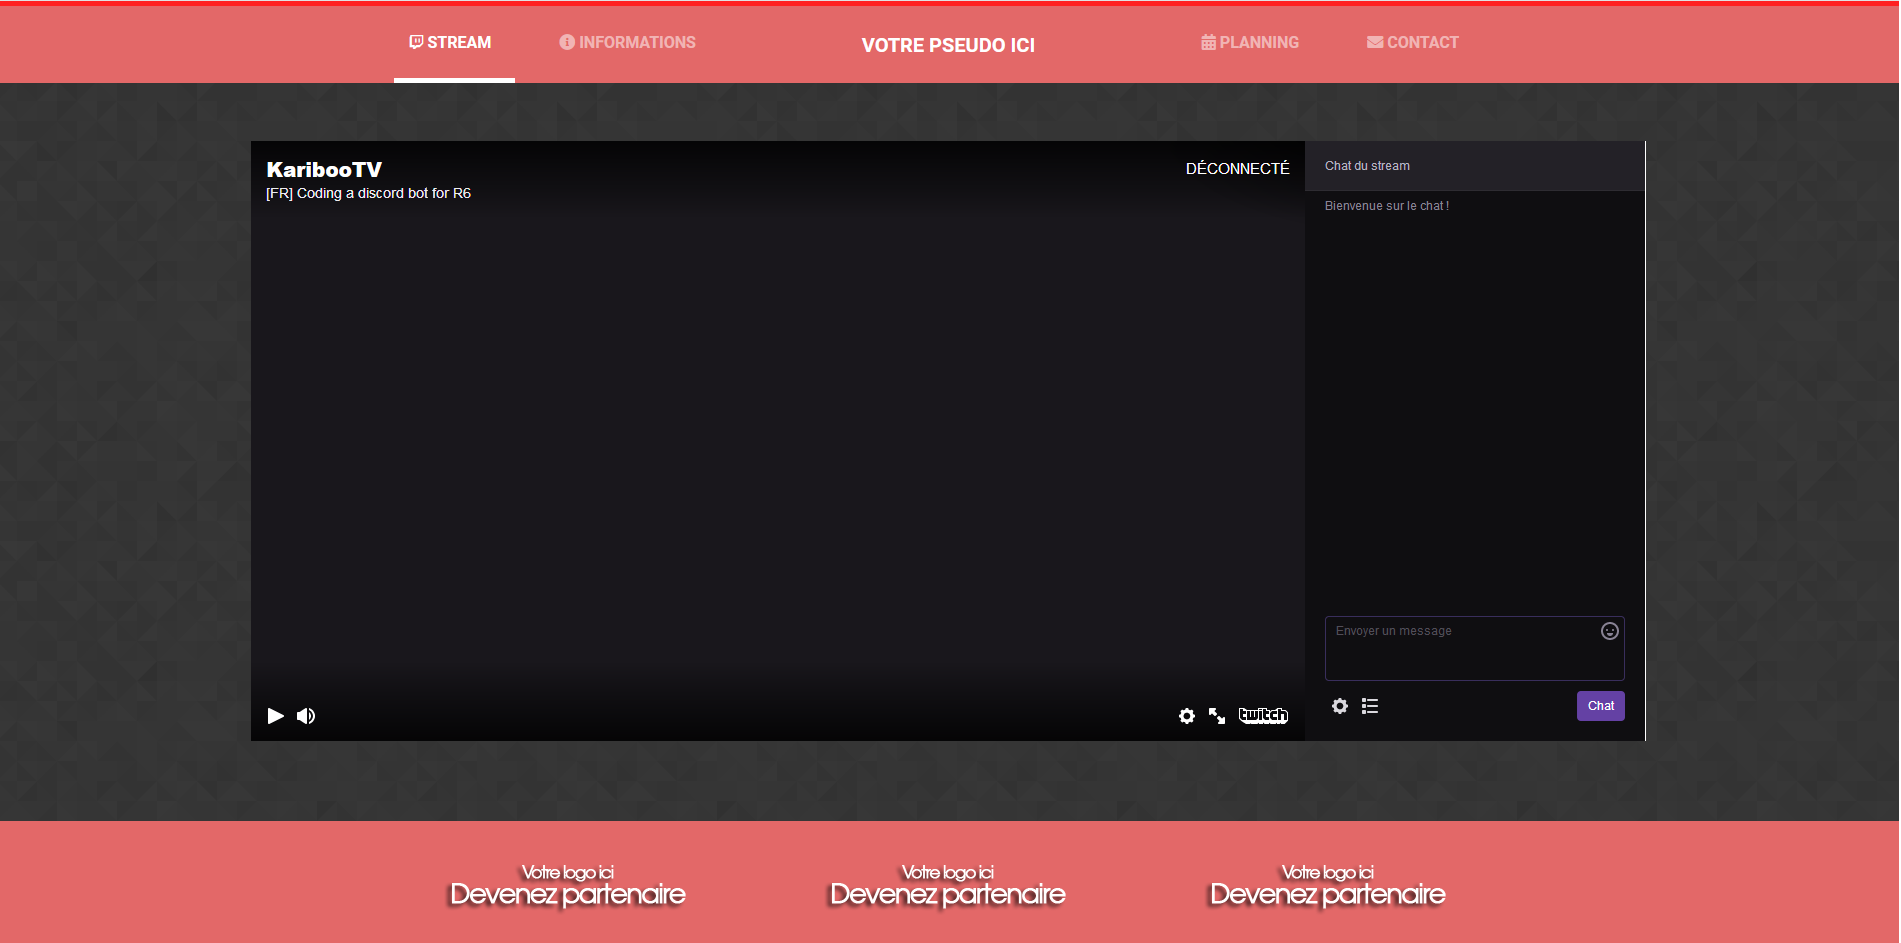 STREAM
INFORMATIONS
VOTRE PSEUDO ICI
PLANNING
CONTACT
KaribooTV
DÉCONNECTÉ
[FR] Coding a discord bot for R6
Chat du stream
Bienvenue sur le chat !
Envoyer un message
Chat
twitch
Votre logo ici
Devenez partenaire
Votre logo ici
Devenez partenaire
Votre logo ici
Devenez partenaire